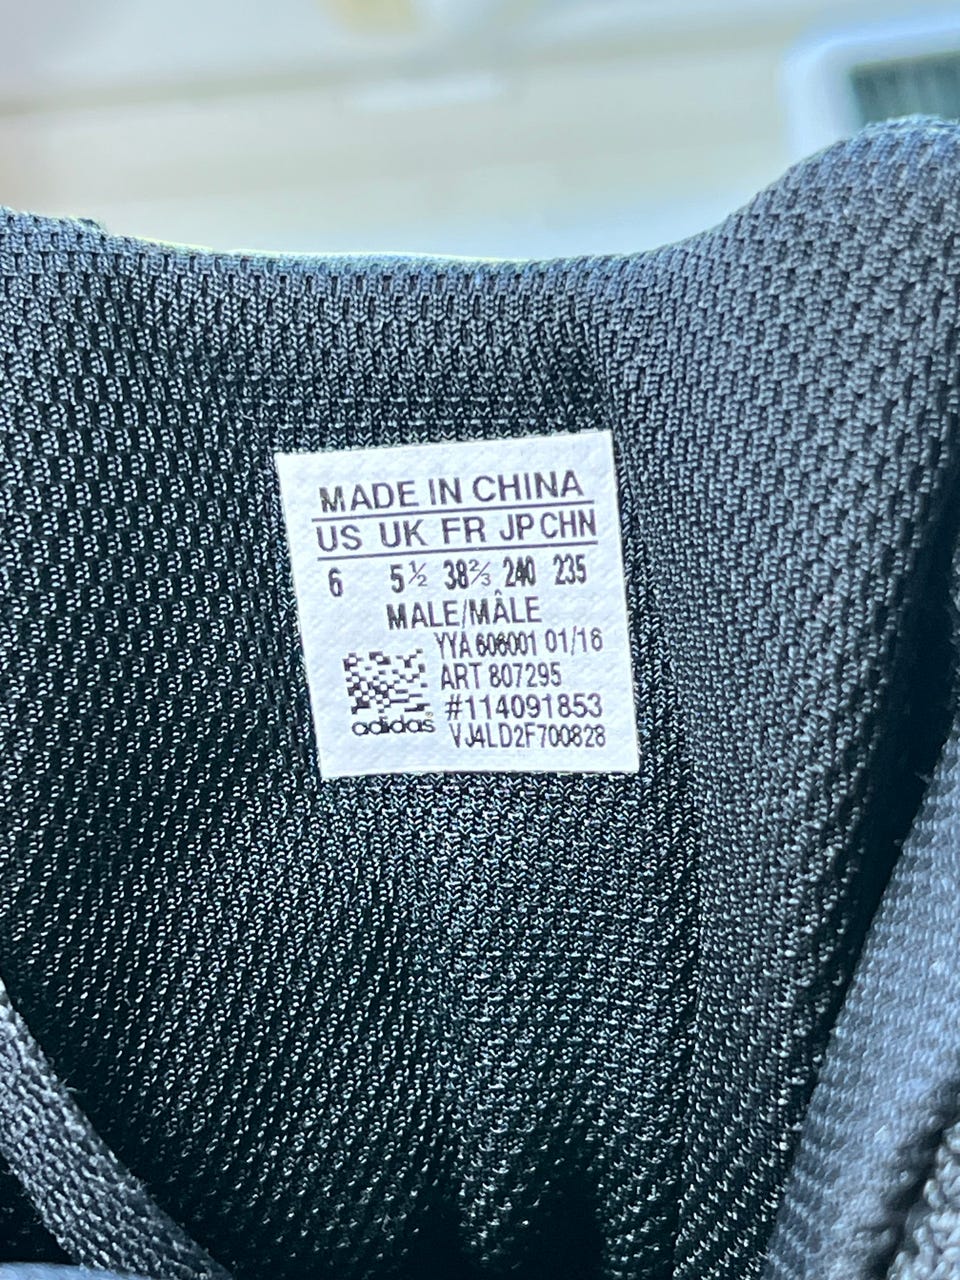 MADE IN CHINA
US UK FR JP CHN
6 5½ 38⅔ 240 235
MALE/MÂLE
YYA 606001 01/16
ART 807295
#114091853
adidas VJ4LD2F700828